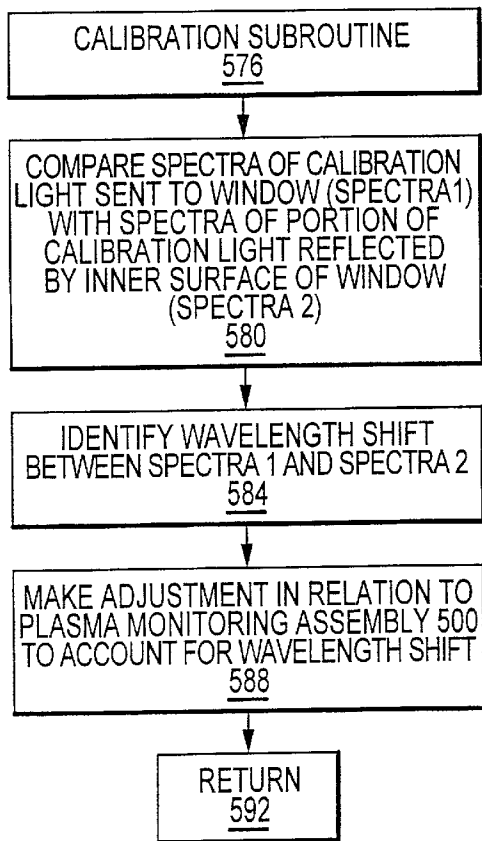 CALIBRATION SUBROUTINE
576
COMPARE SPECTRA OF CALIBRATION
LIGHT SENT TO WINDOW (SPECTRA1)
WITH SPECTRA OF PORTION OF
CALIBRATION LIGHT REFLECTED
BY INNER SURFACE OF WINDOW
(SPECTRA 2)
580
IDENTIFY WAVELENGTH SHIFT
BETWEEN SPECTRA 1 AND SPECTRA 2
584
MAKE ADJUSTMENT IN RELATION TO
PLASMA MONITORING ASSEMBLY 500
TO ACCOUNT FOR WAVELENGTH SHIFT
588
RETURN
592